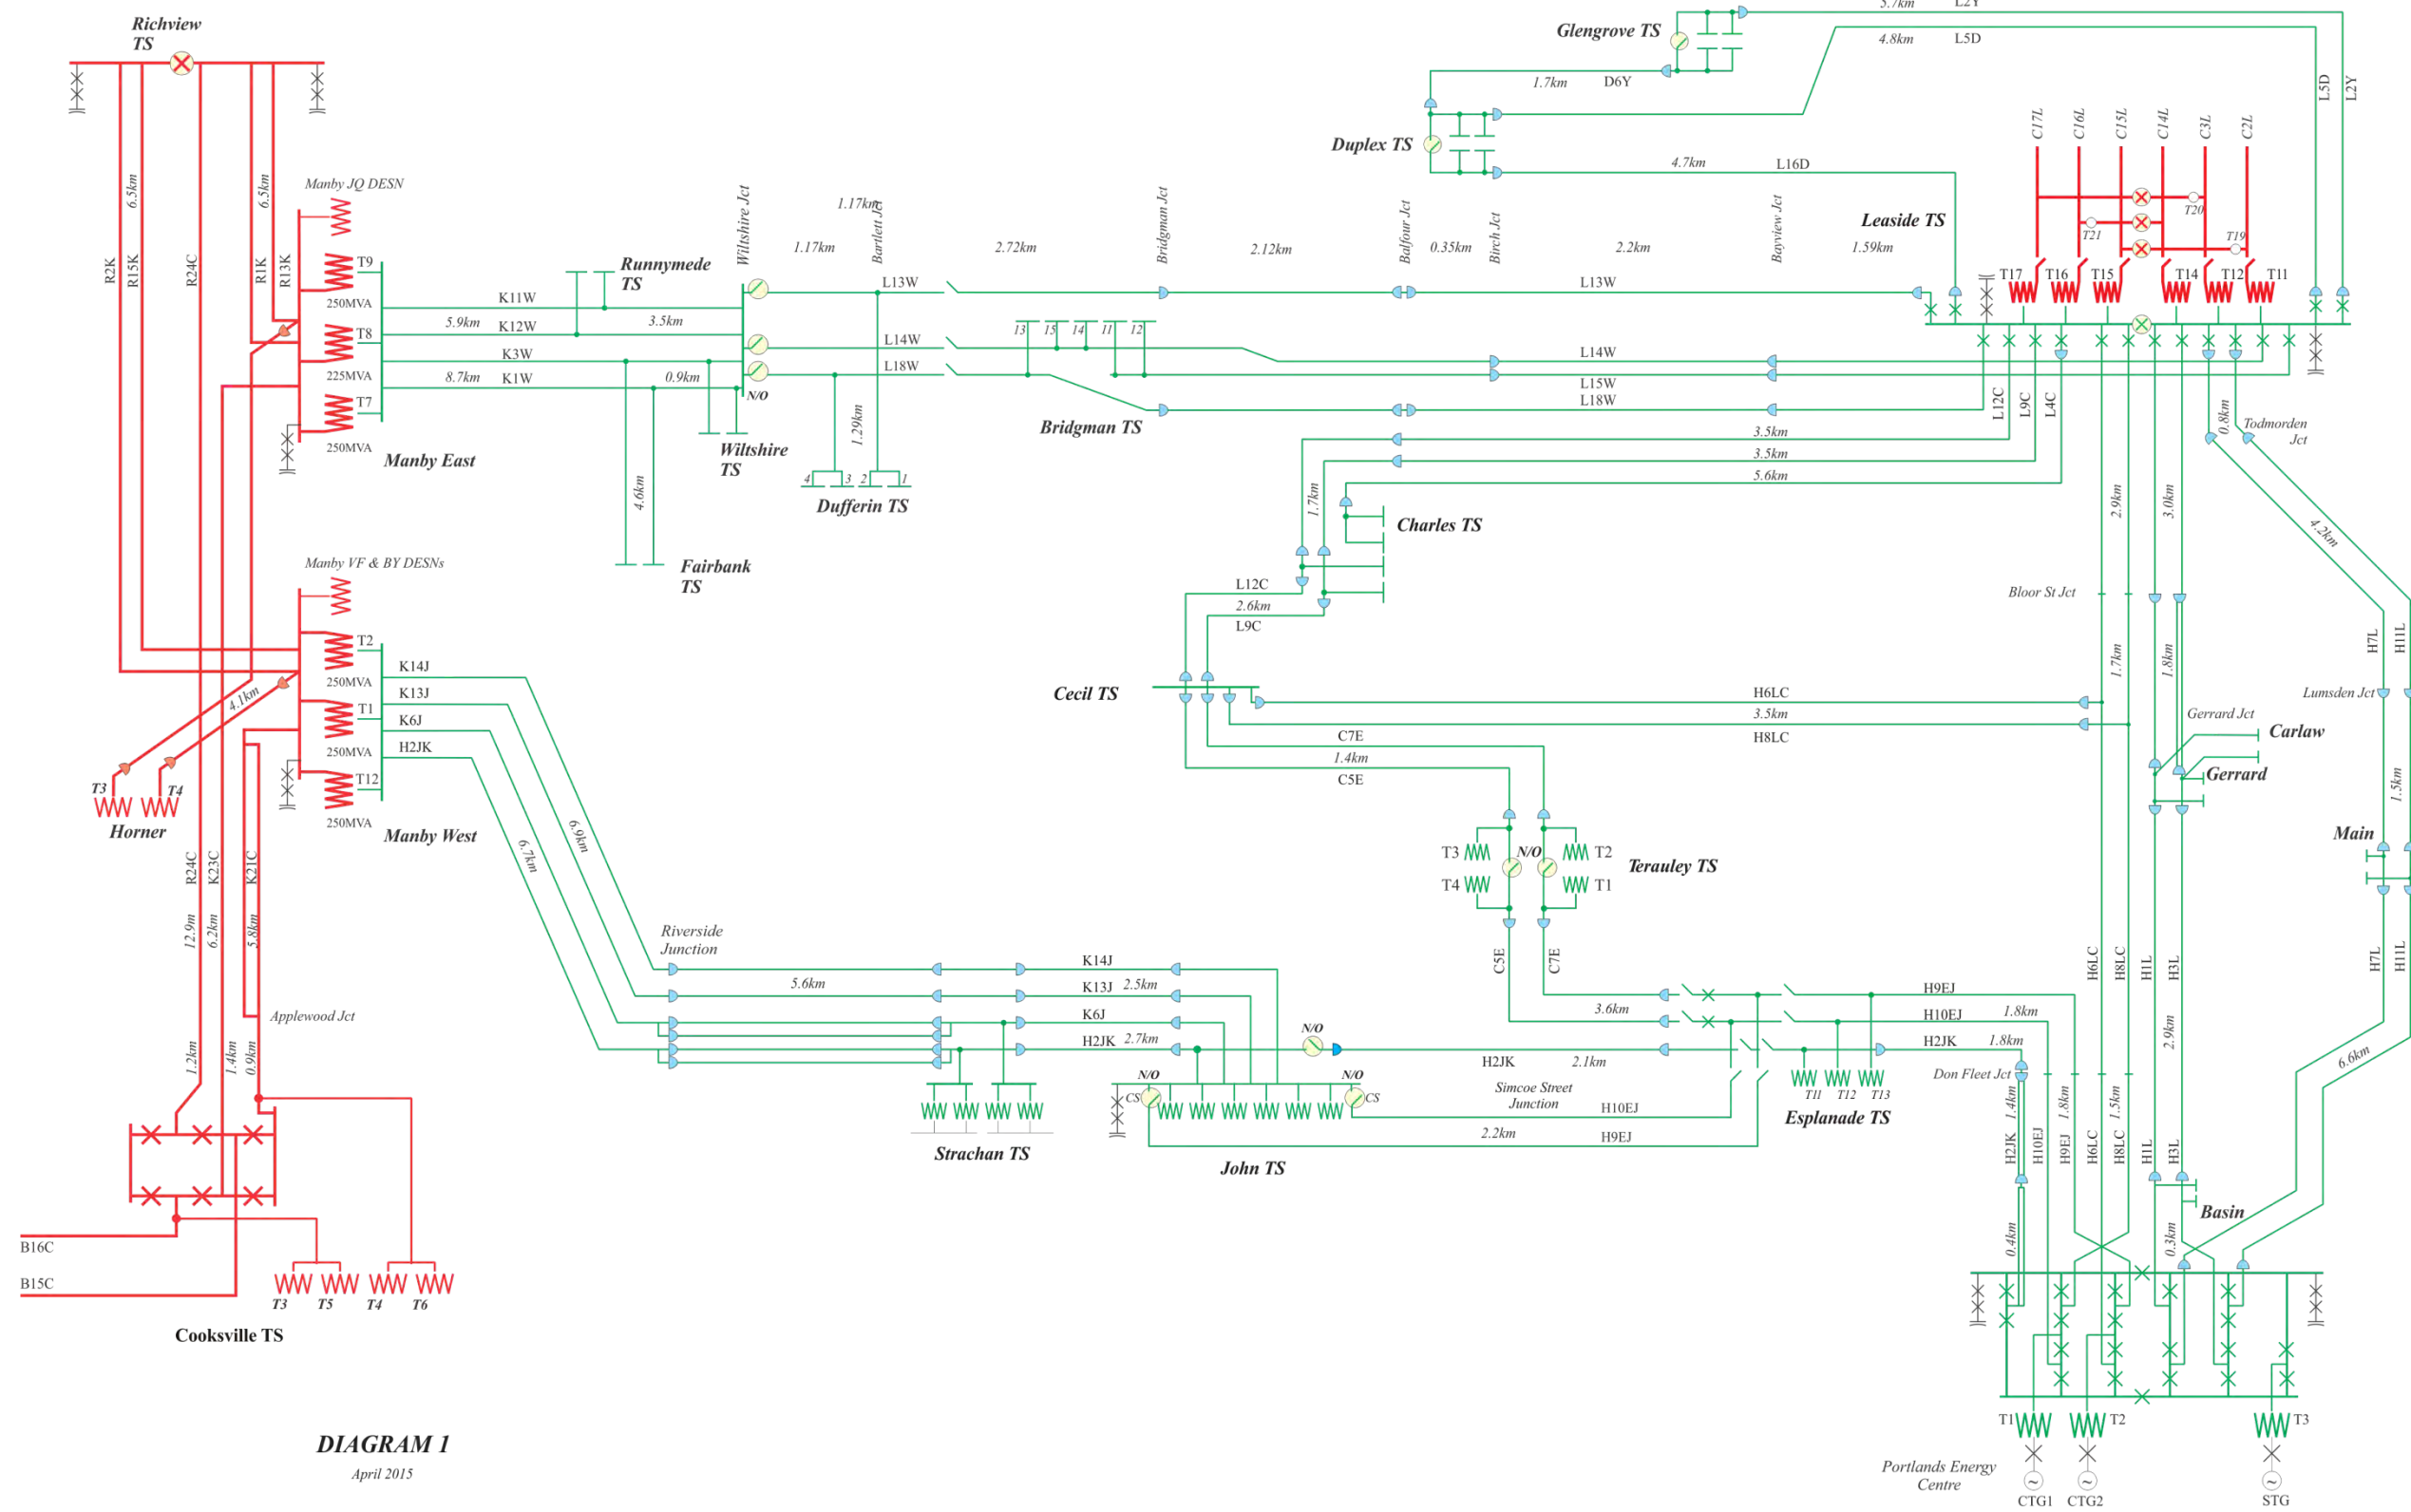 Richview
TS
5.7km
L2Y
Glengrove TS
4.8km
L5D
1.7km
D6Y
L5D
L2Y
Duplex TS
4.7km
L16D
C17L
C16L
C15L
C14L
C3L
C2L
6.5km
6.5km
Manby JQ DESN
Wiltshire Jct
1.17km
Bartlett Jct
Bridgman Jct
Balfour Jct
Birch Jct
Bayview Jct
Leaside TS
T20
T21
T19
1.17km
2.72km
2.12km
0.35km
2.2km
1.59km
R2K
R15K
R24C
R1K
R13K
T9
250MVA
Runnymede
TS
L13W
L13W
T17
T16
T15
T14
T12
T11
K11W
5.9km
K12W
3.5km
T8
13
15
14
11
12
L14W
L14W
K3W
225MVA
8.7km
K1W
0.9km
L18W
N/O
L15W
L18W
T7
250MVA
Manby East
Wiltshire
TS
1.29km
Bridgman TS
L12C
L9C
L4C
0.8km
Todmorden
Jct
3.5km
3.5km
5.6km
4
3
2
1
Dufferin TS
4.6km
1.7km
Charles TS
2.9km
3.0km
4.2km
Manby VF & BY DESNs
Fairbank
TS
L12C
2.6km
L9C
Bloor St Jct
T2
250MVA
K14J
K13J
K6J
H2JK
T1
250MVA
T12
250MVA
Manby West
4.1km
T3
T4
Horner
Cecil TS
H6LC
3.5km
H8LC
1.7km
1.8km
H7L
H11L
Lumsden Jct
Gerrard Jct
Carlaw
Gerrard
C7E
1.4km
C5E
1.5km
Main
6.9km
6.7km
R24C
K23C
K21C
12.9m
6.2km
5.8km
T3
N/O
T2
T4
T1
Terauley TS
Riverside
Junction
C5E
C7E
H6LC
H8LC
H1L
H3L
H7L
H11L
K14J
5.6km
K13J
2.5km
K6J
H2JK
2.7km
N/O
3.6km
H9EJ
H10EJ
1.8km
H2JK
1.8km
Applewood Jct
1.2km
1.4km
0.9km
H2JK
2.1km
2.9km
6.6km
N/O
CS
N/O
CS
Simcoe Street
Junction
T11
T12
T13
Don Fleet Jct
H10EJ
Esplanade TS
1.4km
1.8km
1.5km
2.2km
H9EJ
Strachan TS
John TS
H2JK
H10EJ
H9EJ
H6LC
H8LC
H1L
H3L
Basin
0.4km
0.3km
B16C
B15C
T3
T5
T4
T6
Cooksville TS
T1
T2
T3
DIAGRAM 1
April 2015
Portlands Energy
Centre
CTG1
CTG2
STG